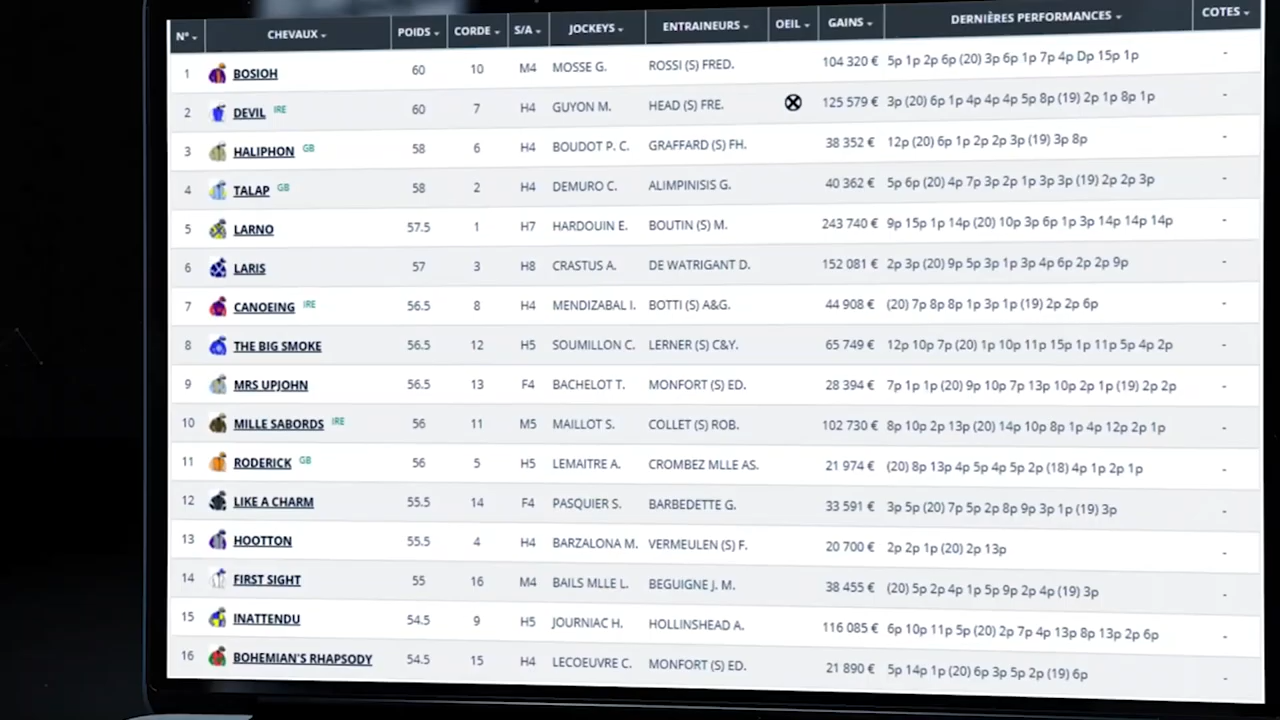 N° CHEVAUX POIDS CORDE S/A JOCKEYS ENTRAINEURS OEIL GAINS DERNIÈRES PERFORMANCES COTES
1 BOSIOH 60 10 M4 MOSSE G. ROSSI (S) FRED. 104 320 € 5p 1p 2p 6p (20) 3p 6p 1p 7p 4p Dp 15p 1p -
2 DEVIL IRE 60 7 H4 GUYON M. HEAD (S) FRE. 125 579 € 3p (20) 6p 1p 4p 4p 4p 5p 8p (19) 2p 1p 8p 1p -
3 HALIPHON GB 58 6 H4 BOUDOT P. C. GRAFFARD (S) FH. 38 352 € 12p (20) 6p 1p 2p 2p 3p (19) 3p 8p -
4 TALAP GB 58 2 H4 DEMURO C. ALIMPINISIS G. 40 362 € 5p 6p (20) 4p 7p 3p 2p 1p 3p 3p (19) 2p 2p 3p -
5 LARNO 57.5 1 H7 HARDOUIN E. BOUTIN (S) M. 243 740 € 9p 15p 1p 14p (20) 10p 3p 6p 1p 3p 14p 14p 14p -
6 LARIS 57 3 H8 CRASTUS A. DE WATRIGANT D. 152 081 € 2p 3p (20) 9p 5p 3p 1p 3p 4p 6p 2p 2p 9p -
7 CANOEING IRE 56.5 8 H4 MENDIZABAL I. BOTTI (S) A&G. 44 908 € (20) 7p 8p 8p 1p 3p 1p (19) 2p 2p 6p -
8 THE BIG SMOKE 56.5 12 H5 SOUMILLON C. LERNER (S) C&Y. 65 749 € 12p 10p 7p (20) 1p 10p 11p 15p 1p 11p 5p 4p 2p -
9 MRS UPJOHN 56.5 13 F4 BACHELOT T. MONFORT (S) ED. 28 394 € 7p 1p 1p (20) 9p 10p 7p 13p 10p 2p 1p (19) 2p 2p -
10 MILLE SABORDS IRE 56 11 M5 MAILLOT S. COLLET (S) ROB. 102 730 € 8p 10p 2p 13p (20) 14p 10p 8p 1p 4p 12p 2p 1p -
11 RODERICK GB 56 5 H5 LEMAITRE A. CROMBEZ MLLE AS. 21 974 € (20) 8p 13p 4p 5p 4p 5p 2p (18) 4p 1p 2p 1p -
12 LIKE A CHARM 55.5 14 F4 PASQUIER S. BARBEDETTE G. 33 591 € 3p 5p (20) 7p 5p 2p 8p 9p 3p 1p (19) 3p -
13 HOOTTON 55.5 4 H4 BARZALONA M. VERMEULEN (S) F. 20 700 € 2p 2p 1p (20) 2p 13p -
14 FIRST SIGHT 55 16 M4 BAILS MLLE L. BEGUIGNE J. M. 38 455 € (20) 5p 2p 4p 1p 5p 9p 2p 4p (19) 3p -
15 INATTENDU 54.5 9 H5 JOURNIAC H. HOLLINSHEAD A. 116 085 € 6p 10p 11p 5p (20) 2p 7p 4p 13p 8p 13p 2p 6p -
16 BOHEMIAN'S RHAPSODY 54.5 15 H4 LECOEUVRE C. MONFORT (S) ED. 21 890 € 5p 14p 1p (20) 6p 3p 5p 2p (19) 6p -